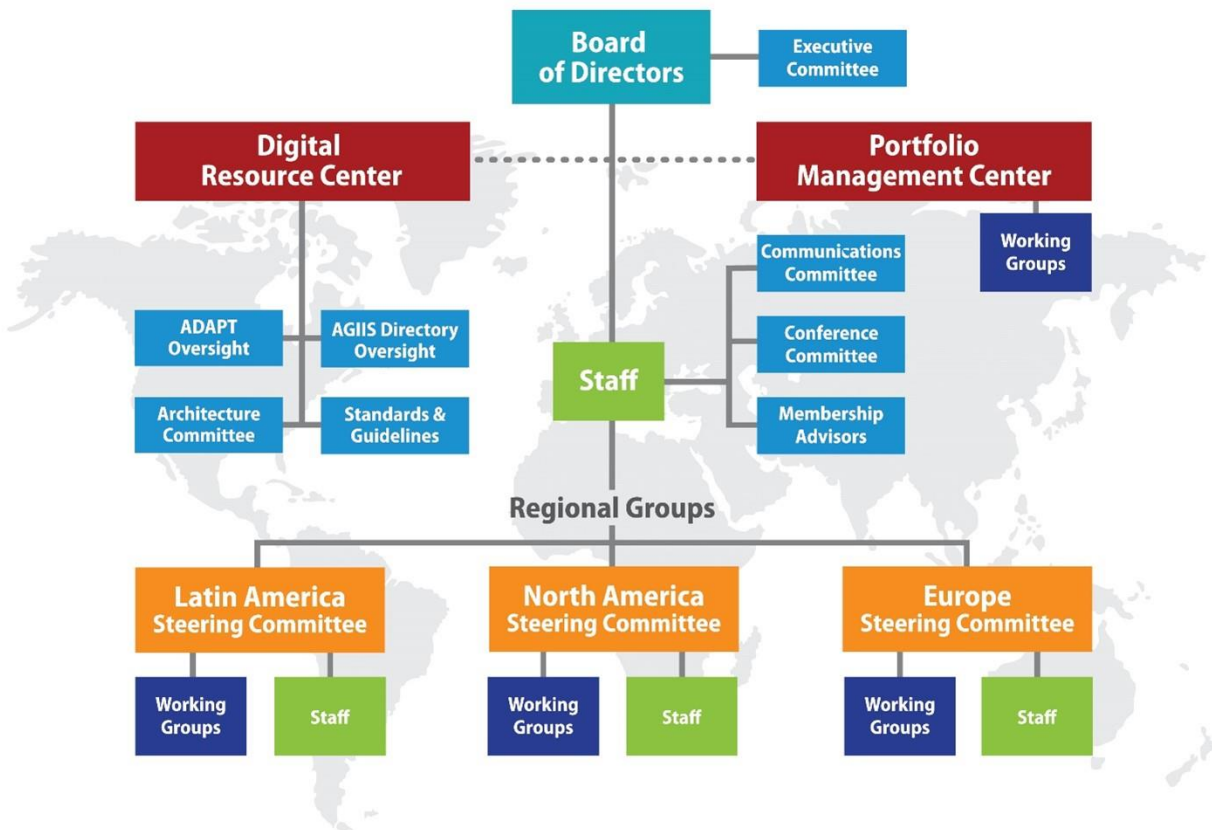 Board
of Directors
Executive
Committee
Digital
Resource Center
Portfolio
Management Center
Working
Groups
Communications
Committee
ADAPT
Oversight
AGIIS Directory
Oversight
Conference
Committee
Staff
Architecture
Committee
Standards &
Guidelines
Membership
Advisors
Regional Groups
Latin America
Steering Committee
North America
Steering Committee
Europe
Steering Committee
Working
Groups
Staff
Working
Groups
Staff
Working
Groups
Staff